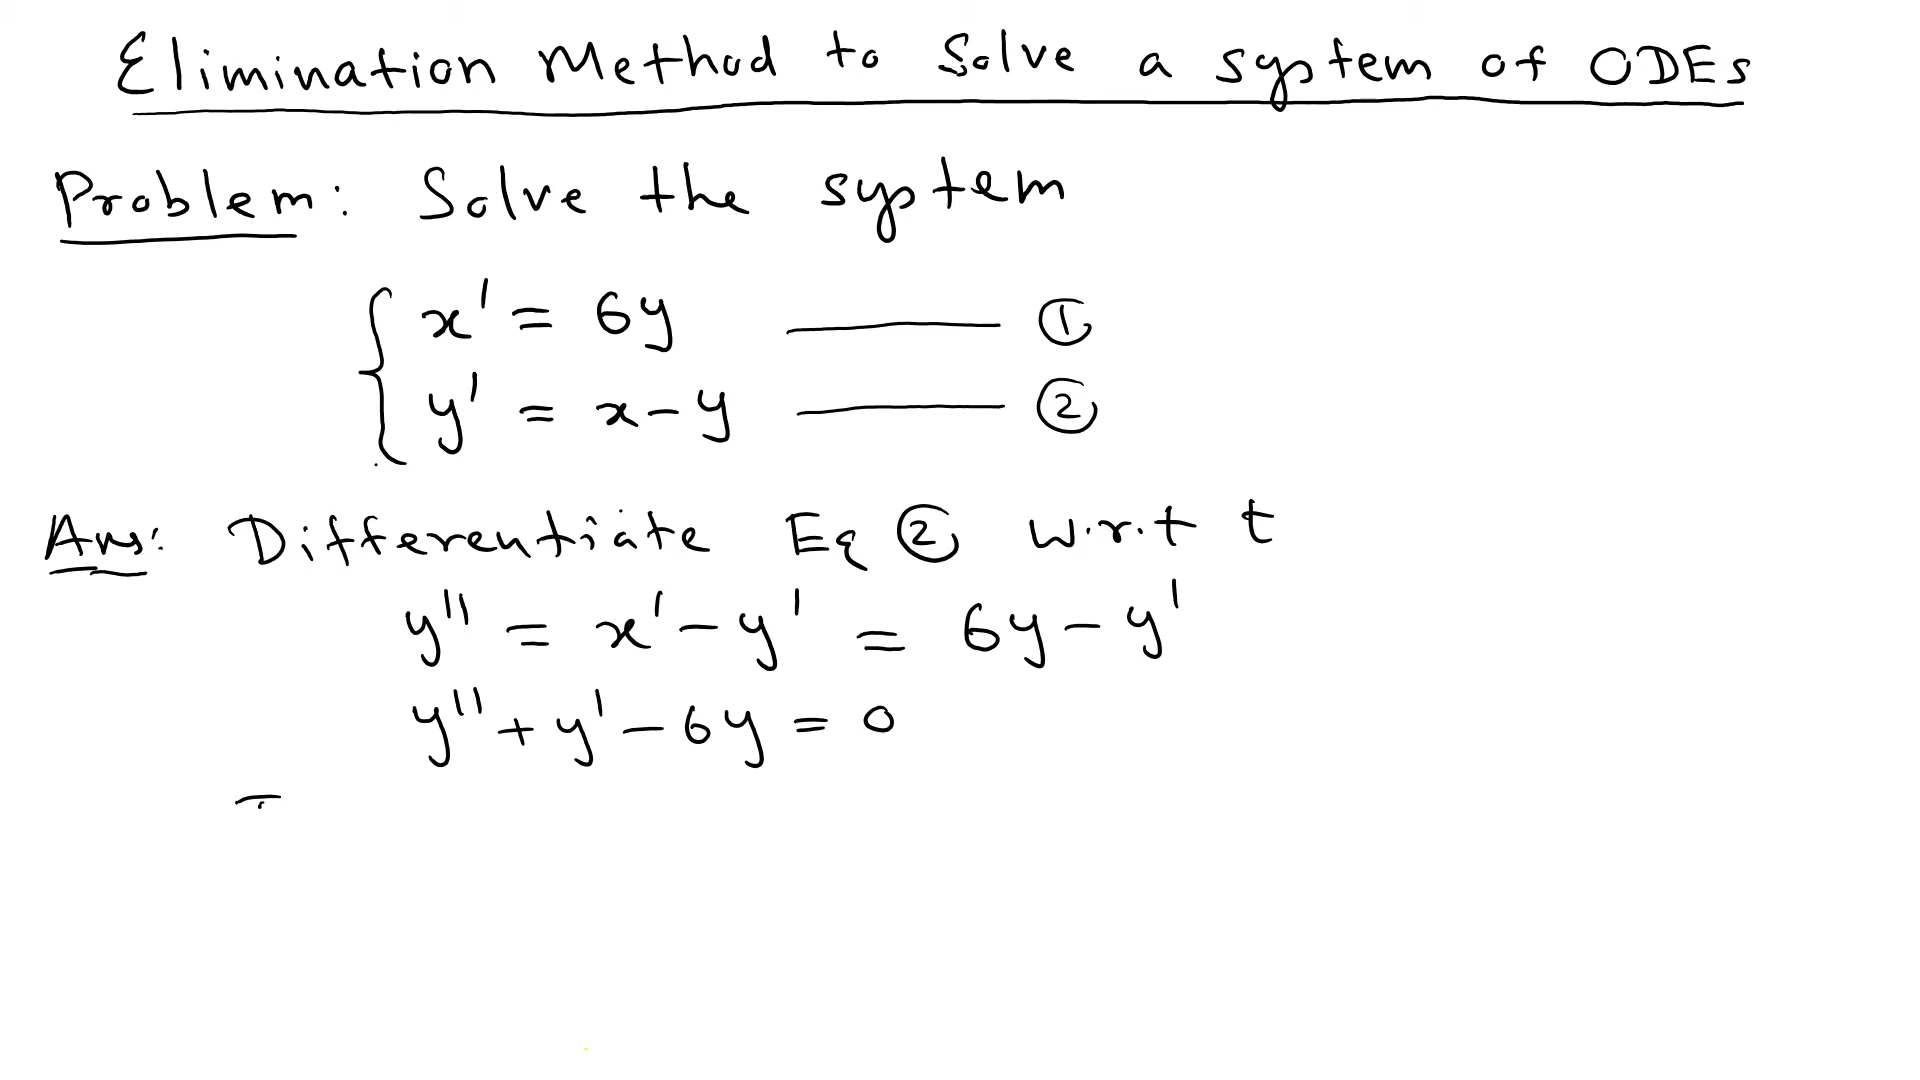 Elimination Method to Solve a system of ODEs
Problem: Solve the system
x' = 6y ——— ①
y' = x-y ——— ②
Ans: Differentiate Eq ② w.r.t t
y'' = x' - y' = 6y - y'
y'' + y' - 6y = 0